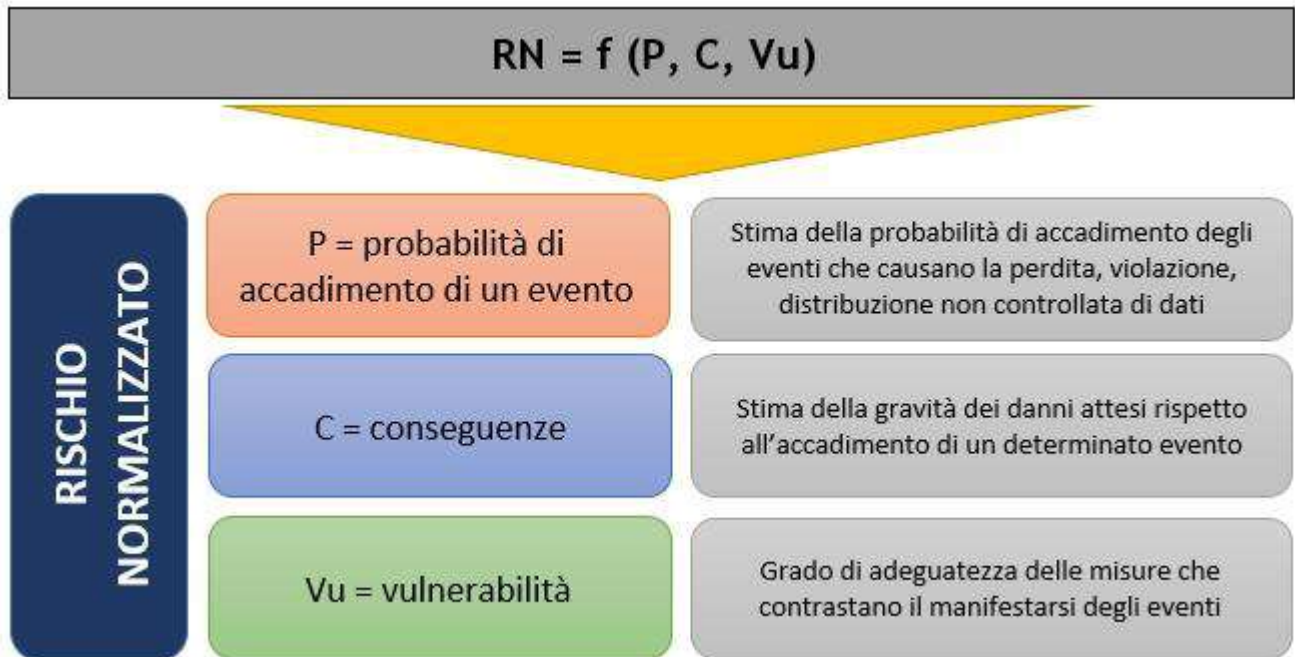 RN = f (P, C, Vu)
RISCHIO
NORMALIZZATO
P = probabilità di
accadimento di un evento
Stima della probabilità di accadimento degli
eventi che causano la perdita, violazione,
distribuzione non controllata di dati
C = conseguenze
Stima della gravità dei danni attesi rispetto
all’accadimento di un determinato evento
Vu = vulnerabilità
Grado di adeguatezza delle misure che
contrastano il manifestarsi degli eventi